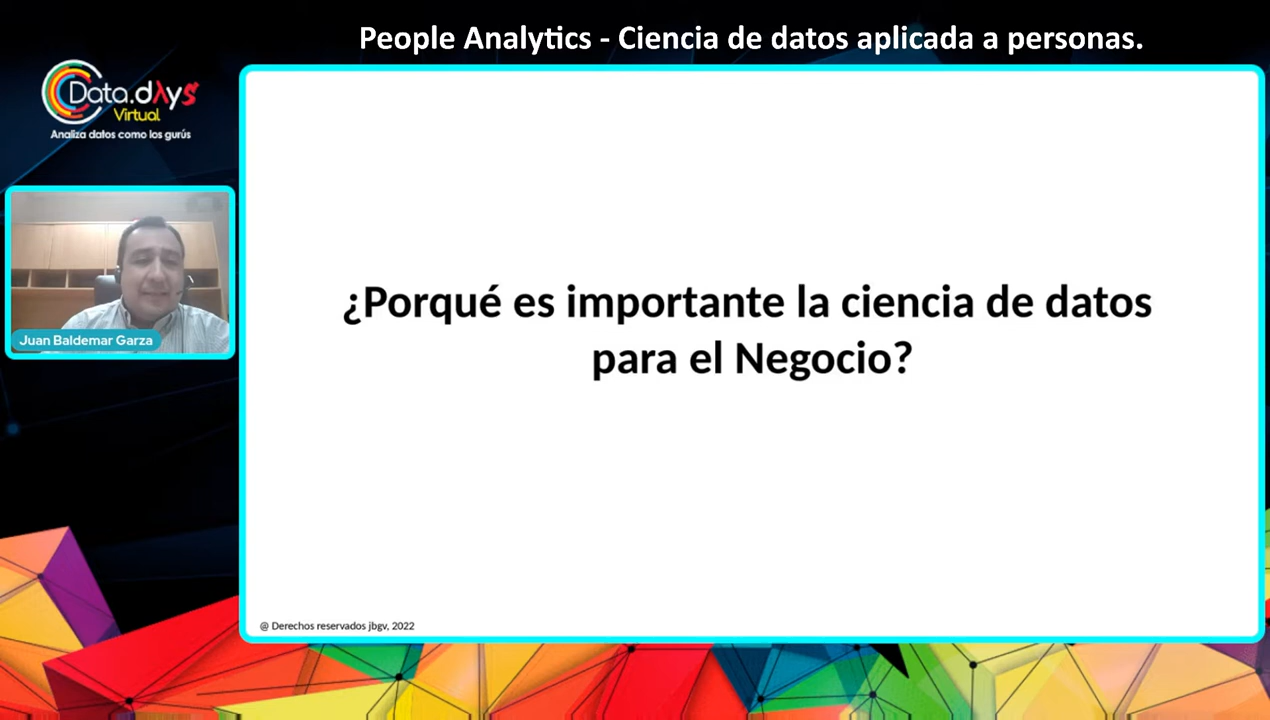 People Analytics - Ciencia de datos aplicada a personas.
Data.dλys
Virtual
Analiza datos como los gurús
Juan Baldemar Garza
¿Porqué es importante la ciencia de datos
para el Negocio?
@ Derechos reservados jbgv, 2022